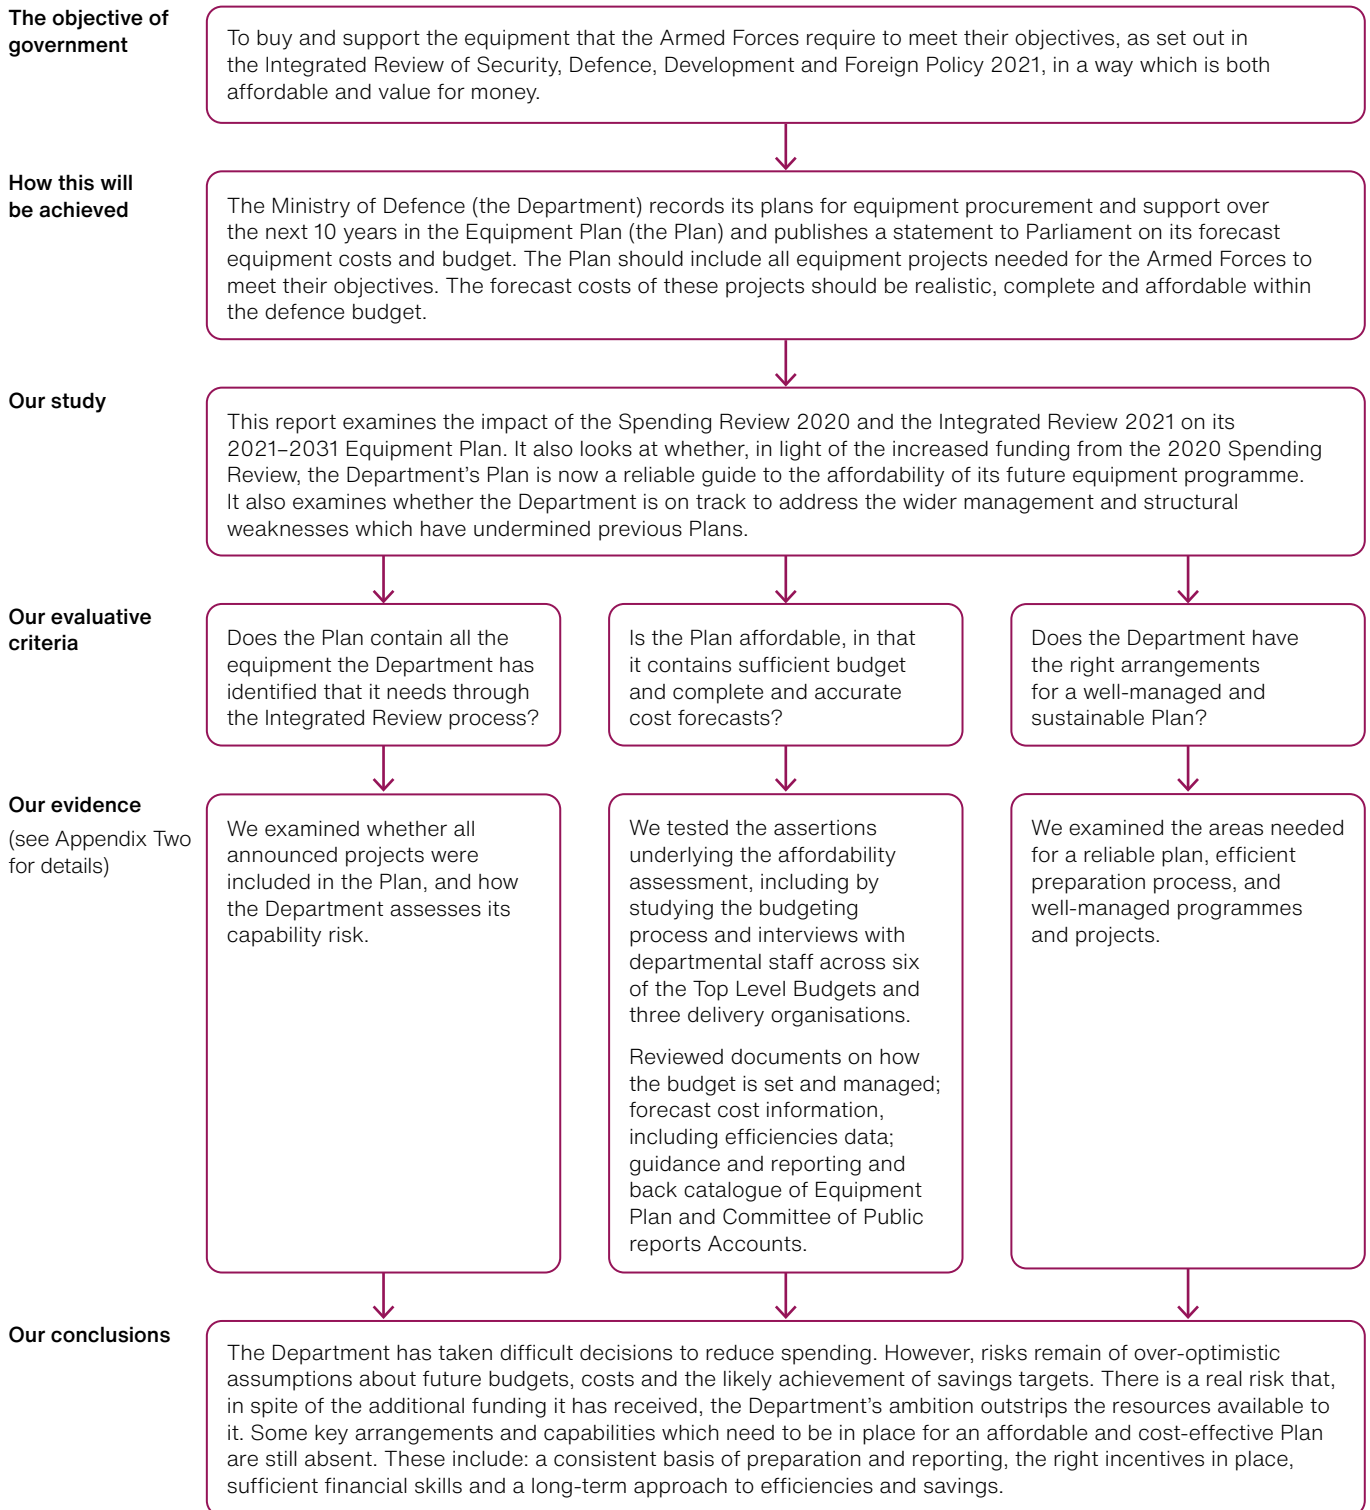 The objective of
government
To buy and support the equipment that the Armed Forces require to meet their objectives, as set out in
the Integrated Review of Security, Defence, Development and Foreign Policy 2021, in a way which is both
affordable and value for money.
How this will
be achieved
The Ministry of Defence (the Department) records its plans for equipment procurement and support over
the next 10 years in the Equipment Plan (the Plan) and publishes a statement to Parliament on its forecast
equipment costs and budget. The Plan should include all equipment projects needed for the Armed Forces to
meet their objectives. The forecast costs of these projects should be realistic, complete and affordable within
the defence budget.
Our study
This report examines the impact of the Spending Review 2020 and the Integrated Review 2021 on its
2021–2031 Equipment Plan. It also looks at whether, in light of the increased funding from the 2020 Spending
Review, the Department's Plan is now a reliable guide to the affordability of its future equipment programme.
It also examines whether the Department is on track to address the wider management and structural
weaknesses which have undermined previous Plans.
Our evaluative
criteria
Does the Plan contain all the
equipment the Department has
identified that it needs through
the Integrated Review process?
Is the Plan affordable, in that
it contains sufficient budget
and complete and accurate
cost forecasts?
Does the Department have
the right arrangements
for a well-managed and
sustainable Plan?
Our evidence
(see Appendix Two
for details)
We examined whether all
announced projects were
included in the Plan, and how
the Department assesses its
capability risk.
We tested the assertions
underlying the affordability
assessment, including by
studying the budgeting
process and interviews with
departmental staff across six
of the Top Level Budgets and
three delivery organisations.
Reviewed documents on how
the budget is set and managed;
forecast cost information,
including efficiencies data;
guidance and reporting and
back catalogue of Equipment
Plan and Committee of Public
reports Accounts.
We examined the areas needed
for a reliable plan, efficient
preparation process, and
well-managed programmes
and projects.
Our conclusions
The Department has taken difficult decisions to reduce spending. However, risks remain of over-optimistic
assumptions about future budgets, costs and the likely achievement of savings targets. There is a real risk that,
in spite of the additional funding it has received, the Department's ambition outstrips the resources available to
it. Some key arrangements and capabilities which need to be in place for an affordable and cost-effective Plan
are still absent. These include: a consistent basis of preparation and reporting, the right incentives in place,
sufficient financial skills and a long-term approach to efficiencies and savings.